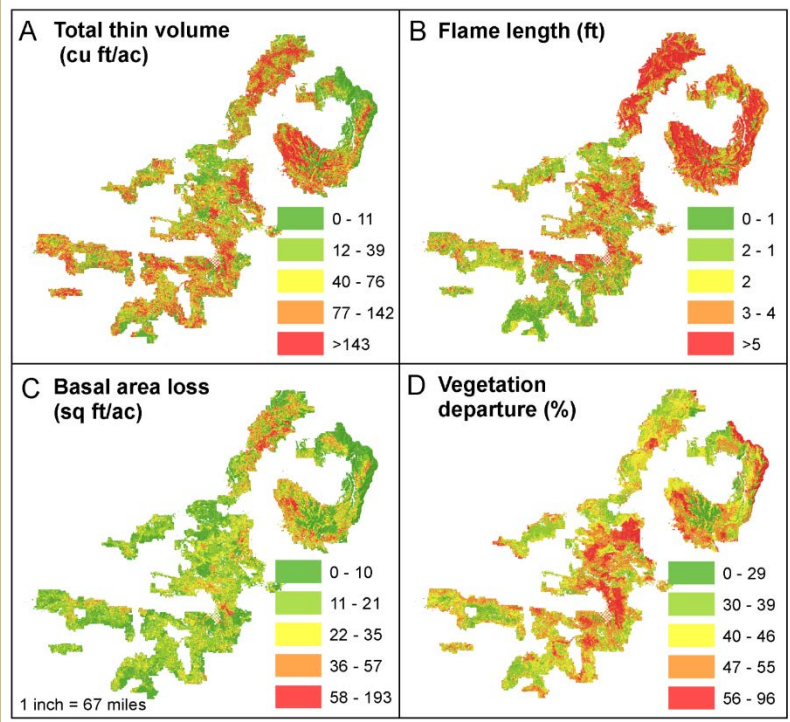 A Total thin volume
(cu ft/ac)
0 - 11
12 - 39
40 - 76
77 - 142
>143
B Flame length (ft)
0 - 1
2 - 1
2
3 - 4
>5
C Basal area loss
(sq ft/ac)
0 - 10
11 - 21
22 - 35
36 - 57
58 - 193
1 inch = 67 miles
D Vegetation
departure (%)
0 - 29
30 - 39
40 - 46
47 - 55
56 - 96